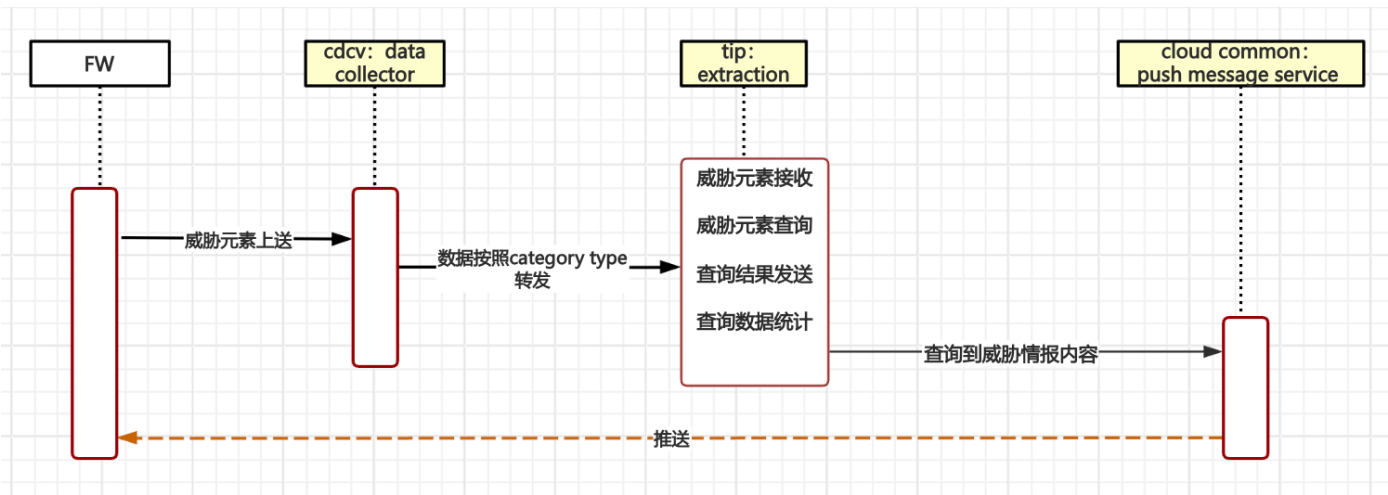 FW
cdcv：data
collector
tip：
extraction
cloud common：
push message service
威胁元素接收
威胁元素查询
威胁元素上送
数据按照category type
转发
查询结果发送
查询数据统计
查询到威胁情报内容
推送